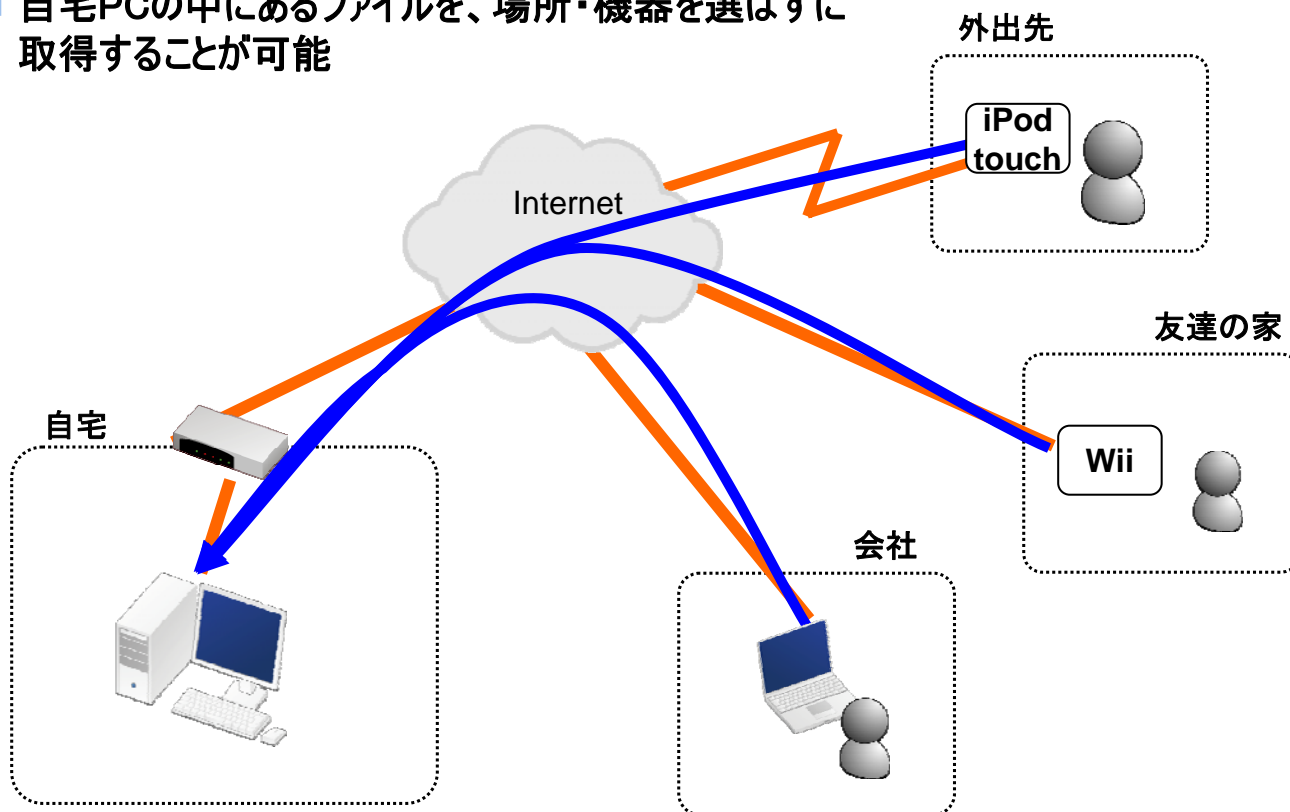 自宅PCの中にあるファイルを、場所・機器を選ばずに
取得することが可能
外出先
iPod
touch
Internet
友達の家
自宅
Wii
会社